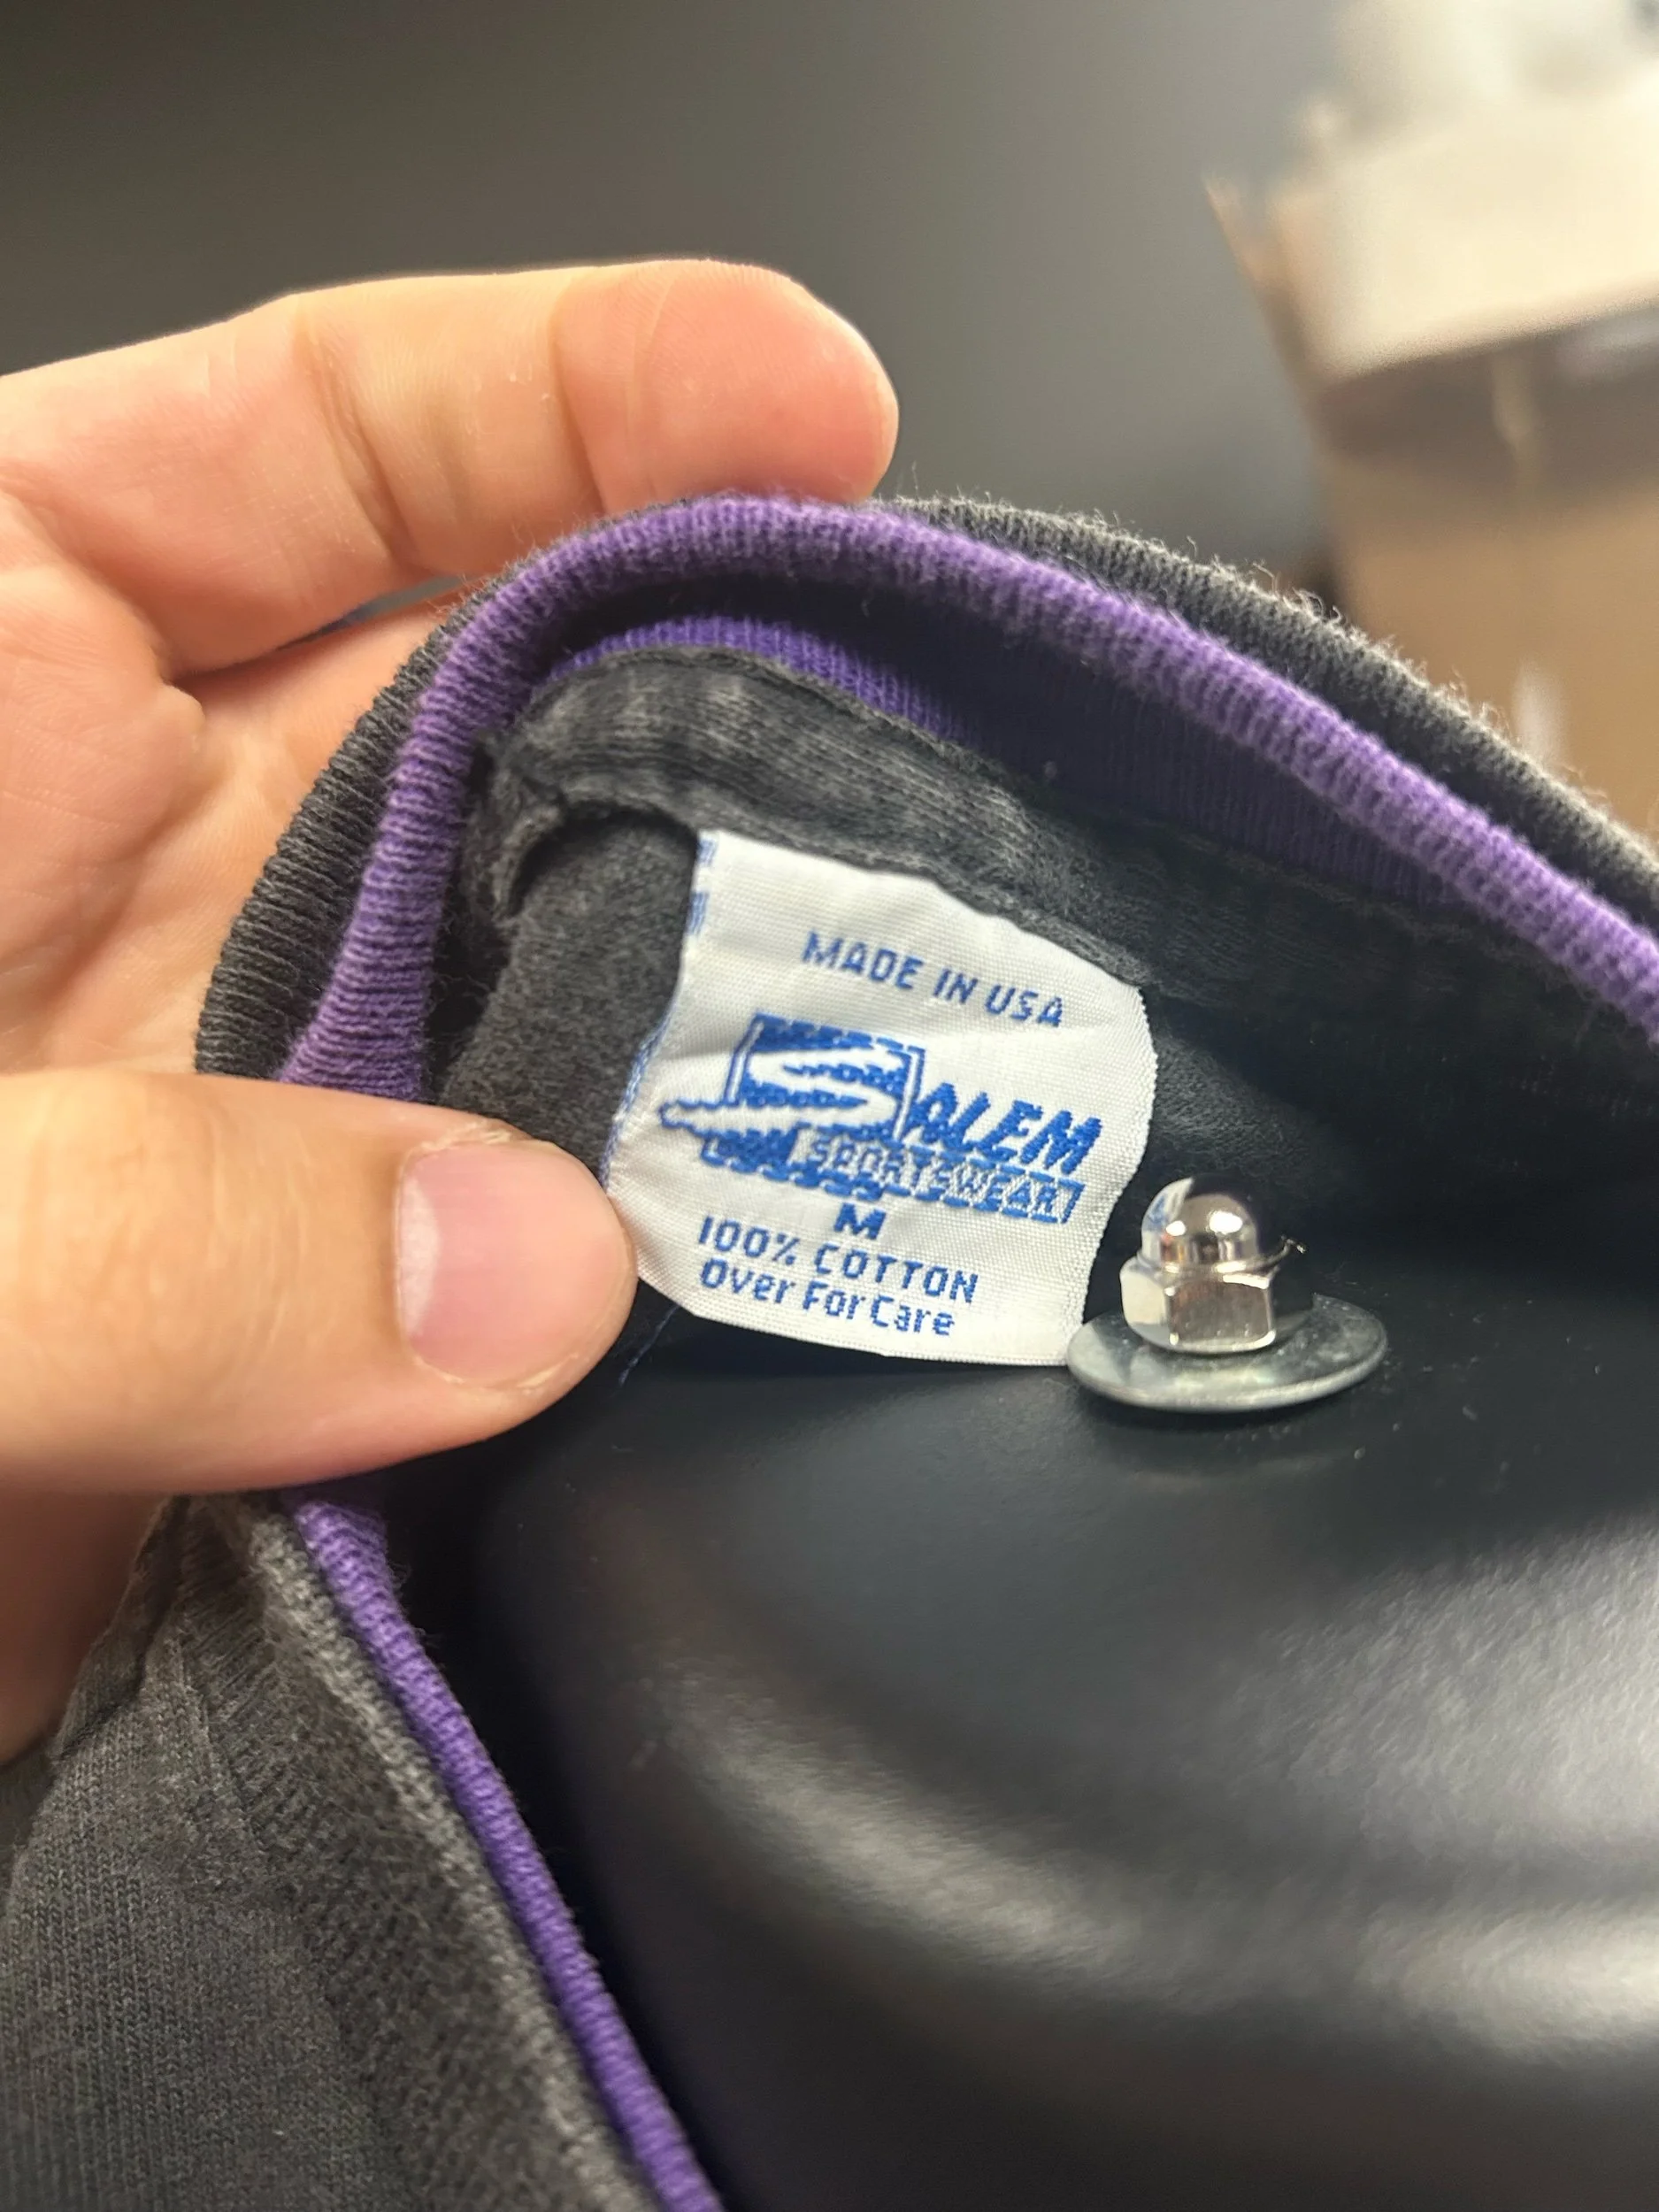 MADE IN USA
SALEM
SPORTSWEAR
M
100% COTTON
Over For Care